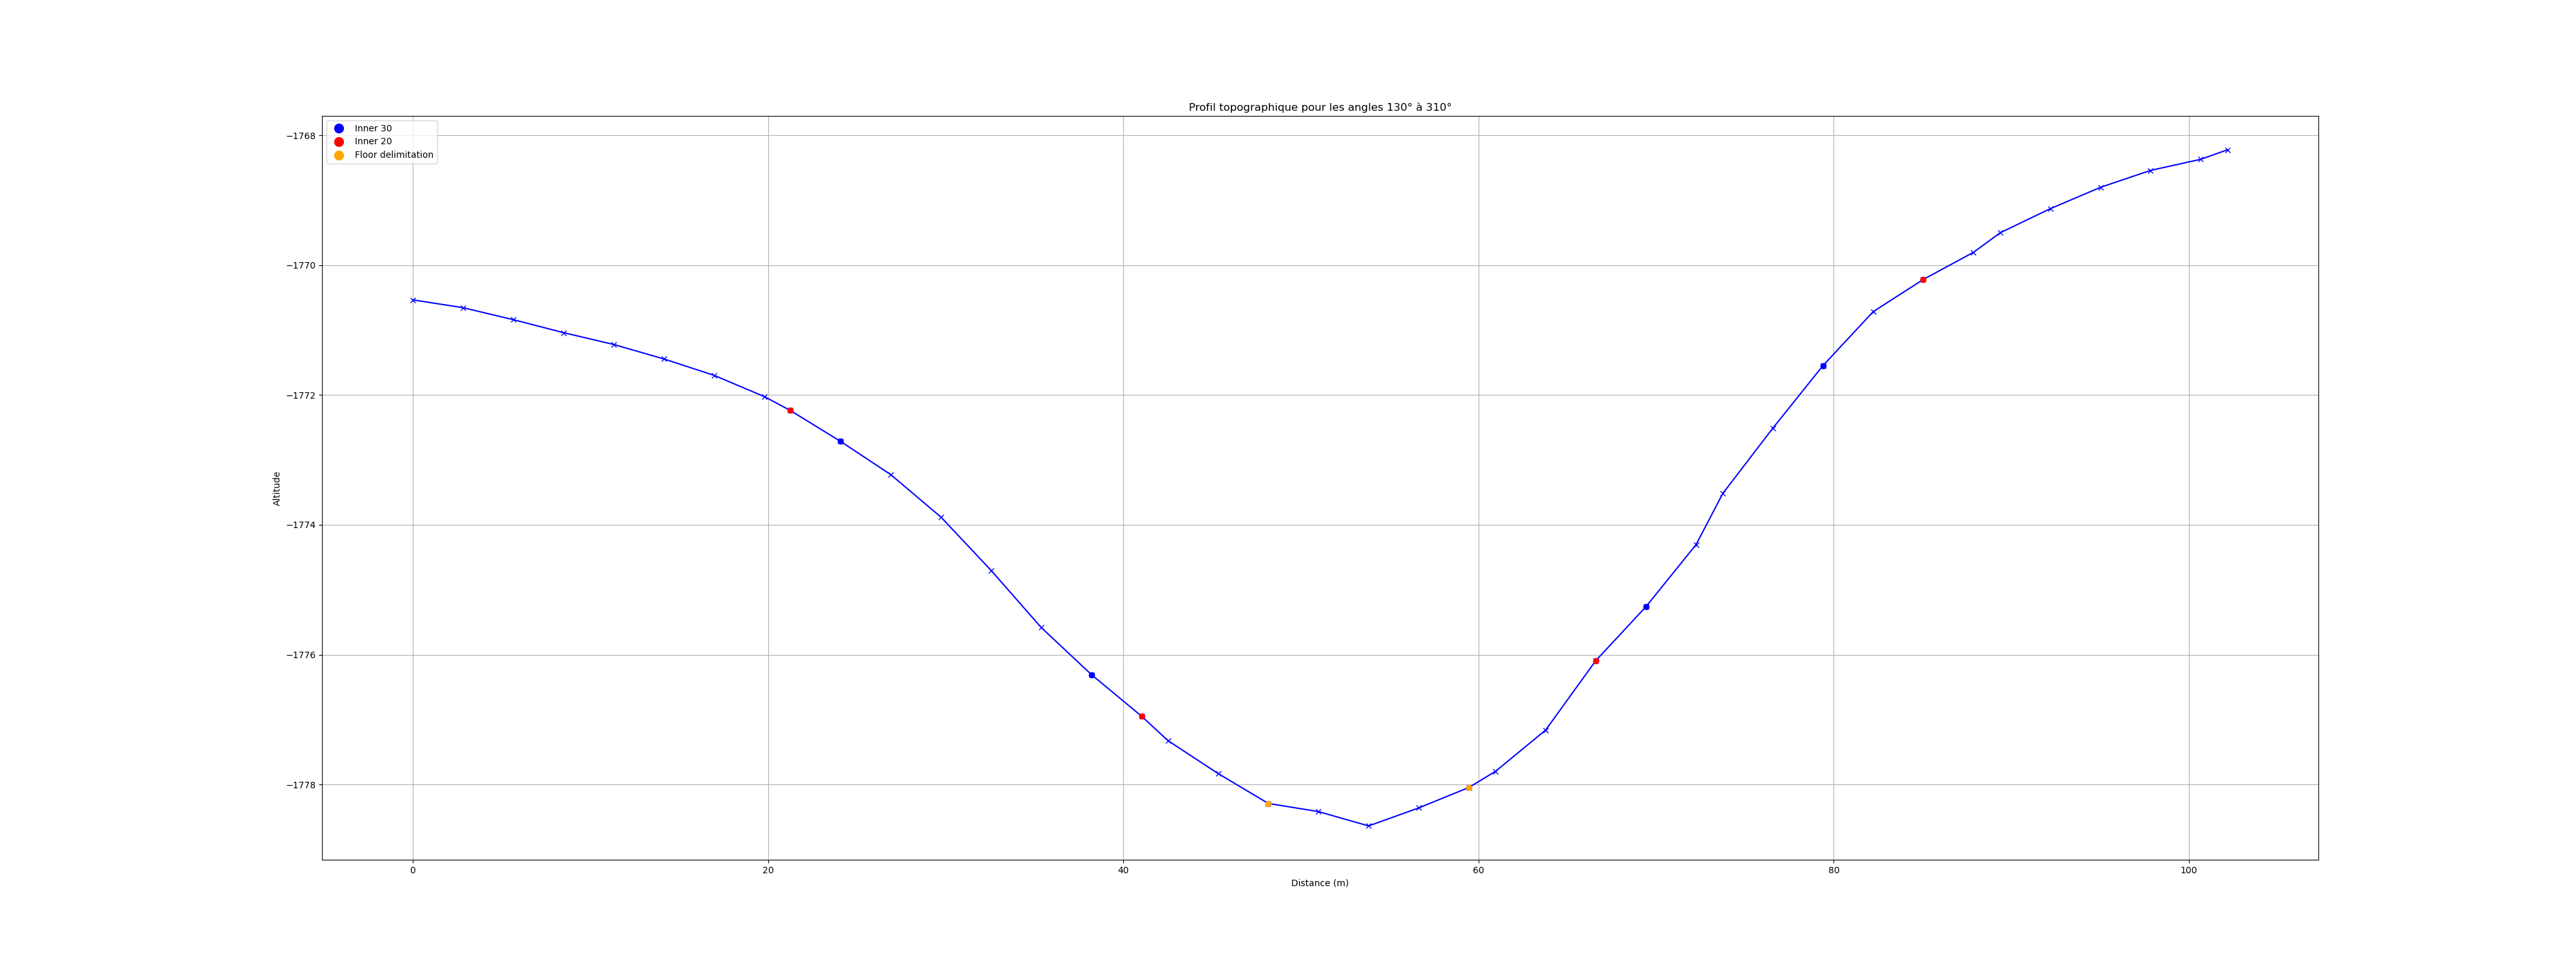 Profil topographique pour les angles 130° à 310°
Inner 30
Inner 20
Floor delimitation
−1768
−1770
−1772
−1774
−1776
−1778
Altitude
0 20 40 60 80 100
Distance (m)